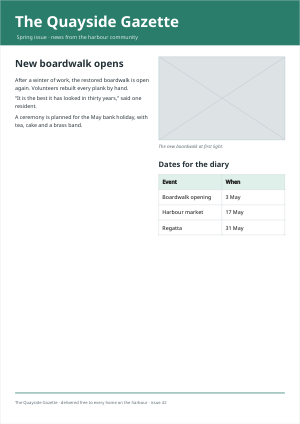 The Quayside Gazette
Spring issue · news from the harbour community
New boardwalk opens
After a winter of work, the restored boardwalk is open
again. Volunteers rebuilt every plank by hand.
"It is the best it has looked in thirty years," said one
resident.
A ceremony is planned for the May bank holiday, with
tea, cake and a brass band.
The new boardwalk at first light.
Dates for the diary
Event When
Boardwalk opening 3 May
Harbour market 17 May
Regatta 31 May
The Quayside Gazette · delivered free to every home on the harbour · issue 42